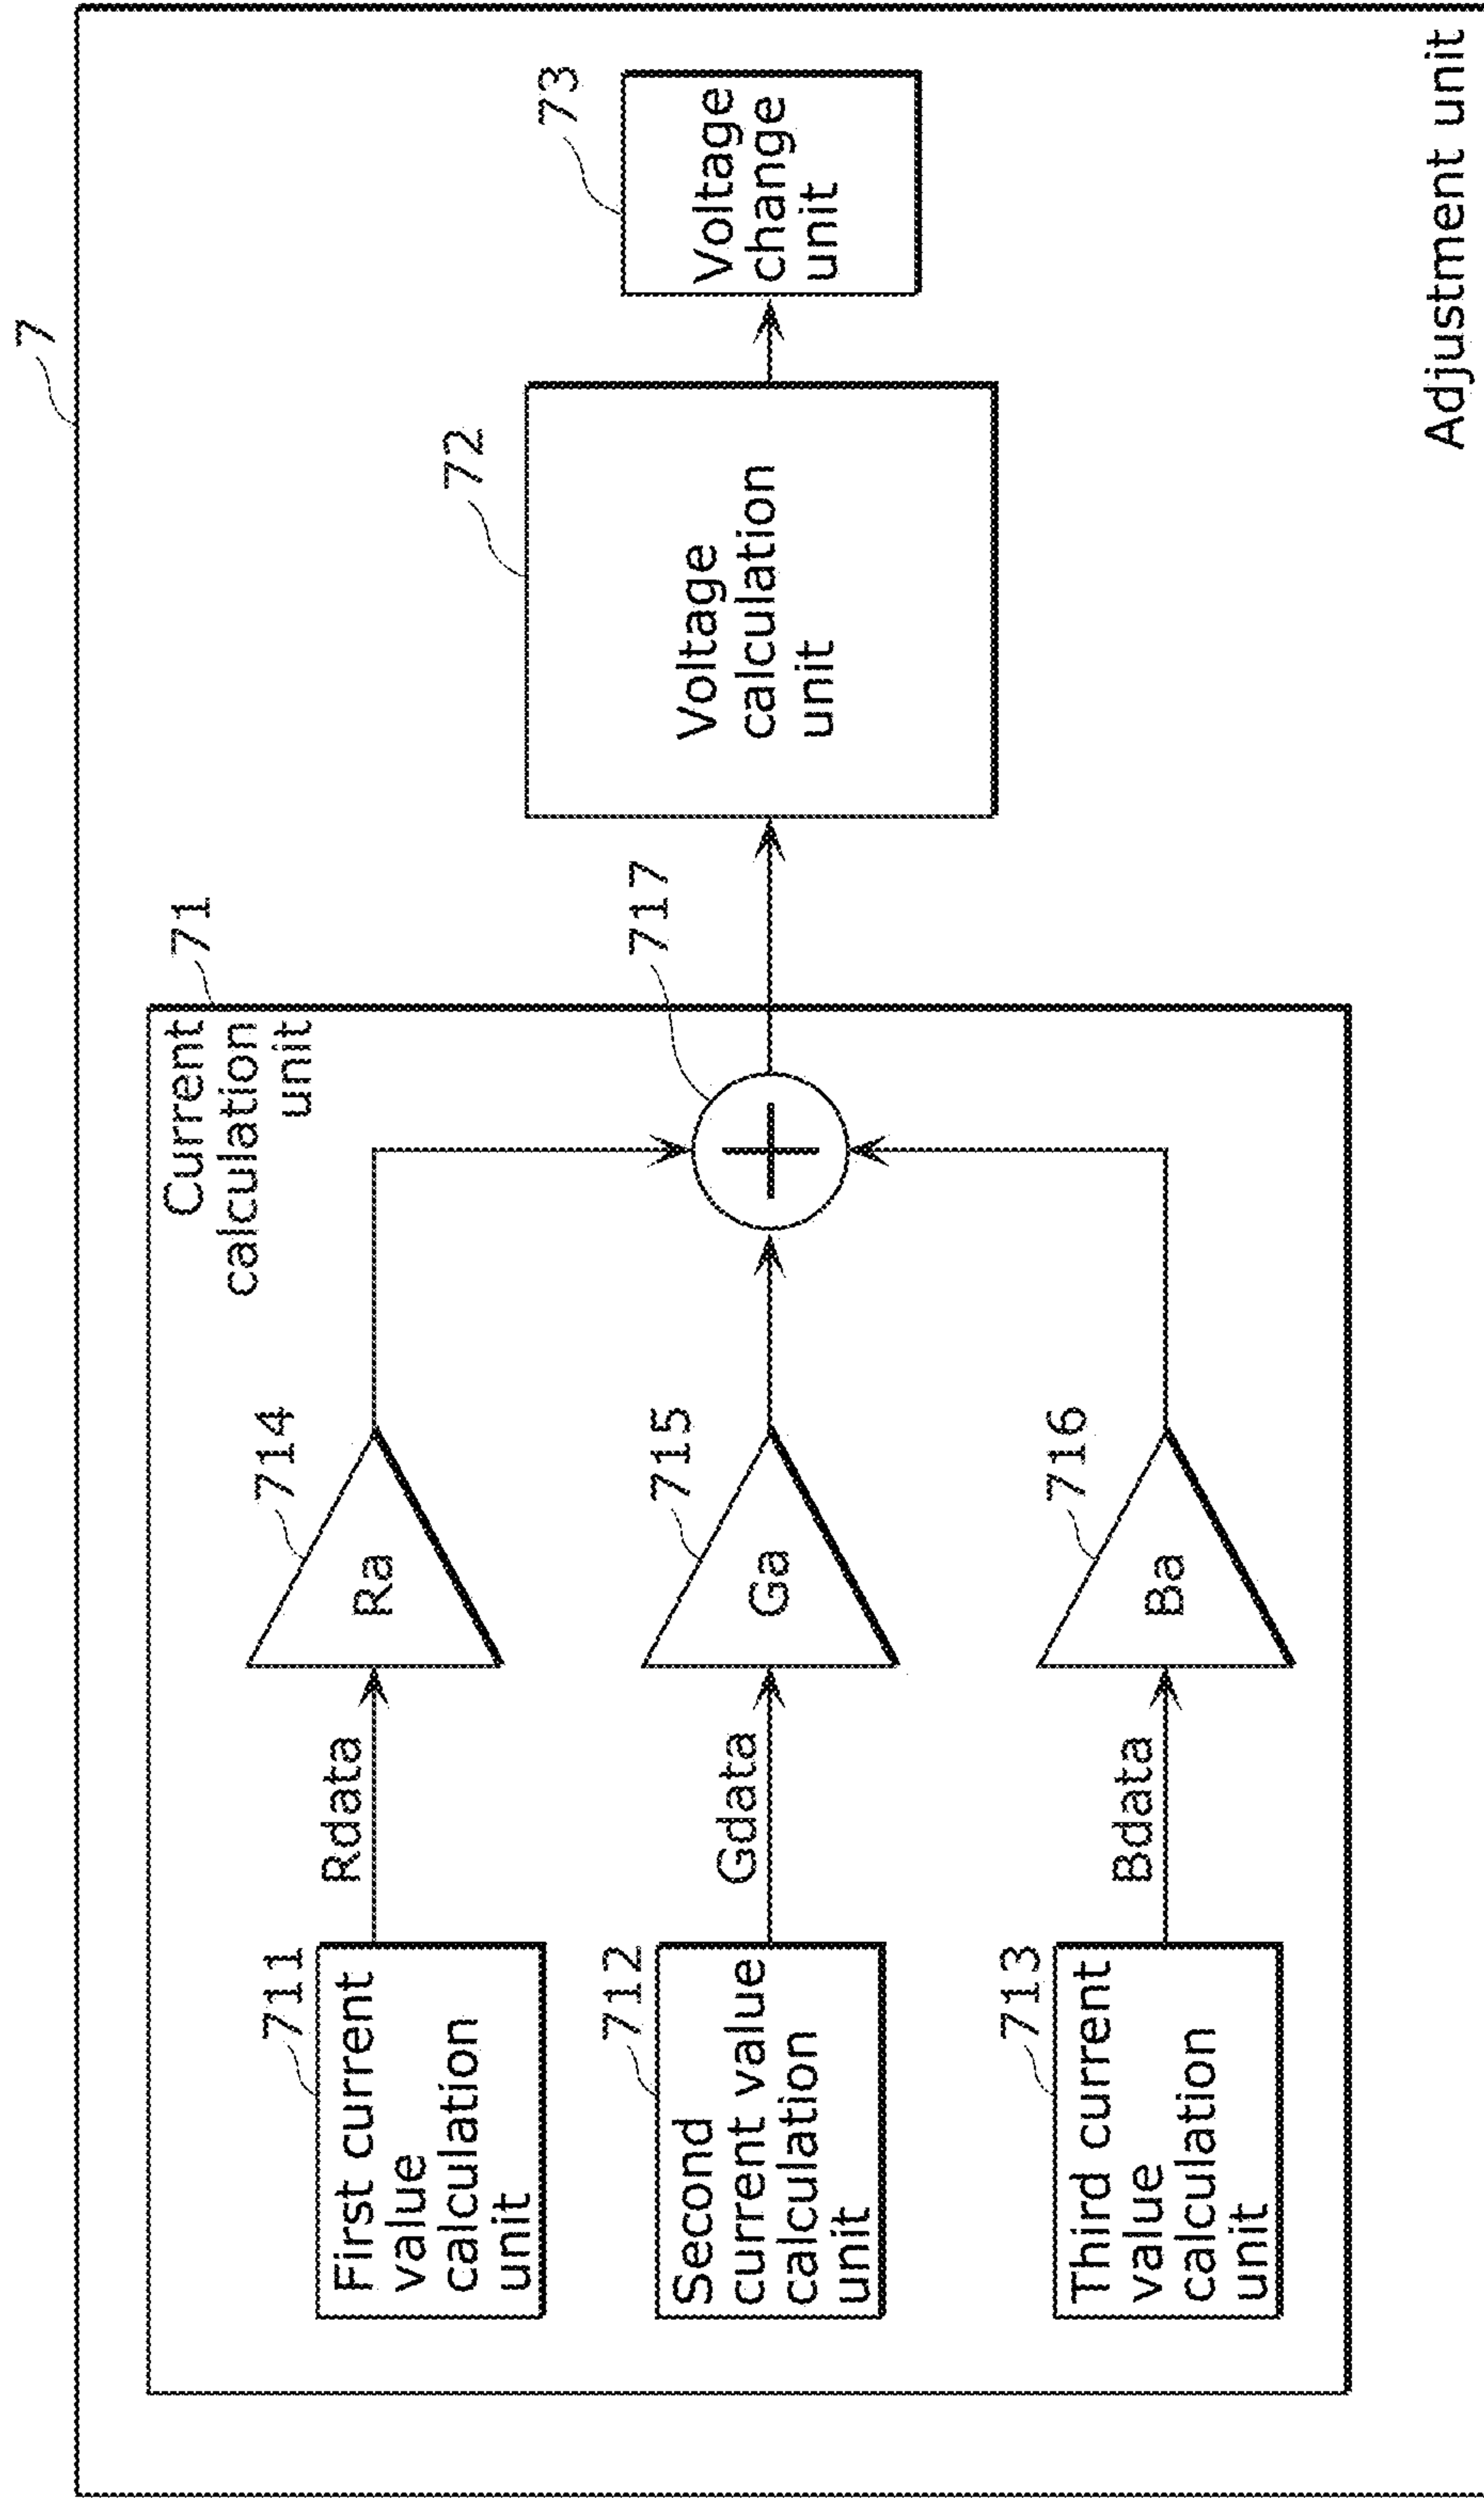 7
Current
calculation
unit
71
711
First current
value
calculation
unit
Rdata
714
Ra
712
Second
current value
calculation
unit
Gdata
715
Ga
713
Third current
value
calculation
unit
Bdata
716
Ba
717
72
Voltage
calculation
unit
73
Voltage
change
unit
Adjustment unit